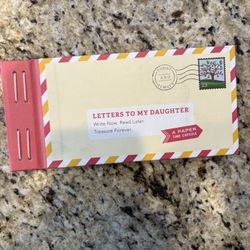 LETTERS TO MY DAUGHTER
Write Now. Read Later.
Treasure Forever.
A PAPER
TIME CAPSULE